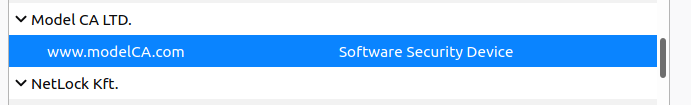 Model CA LTD.
www.modelCA.com Software Security Device
NetLock Kft.